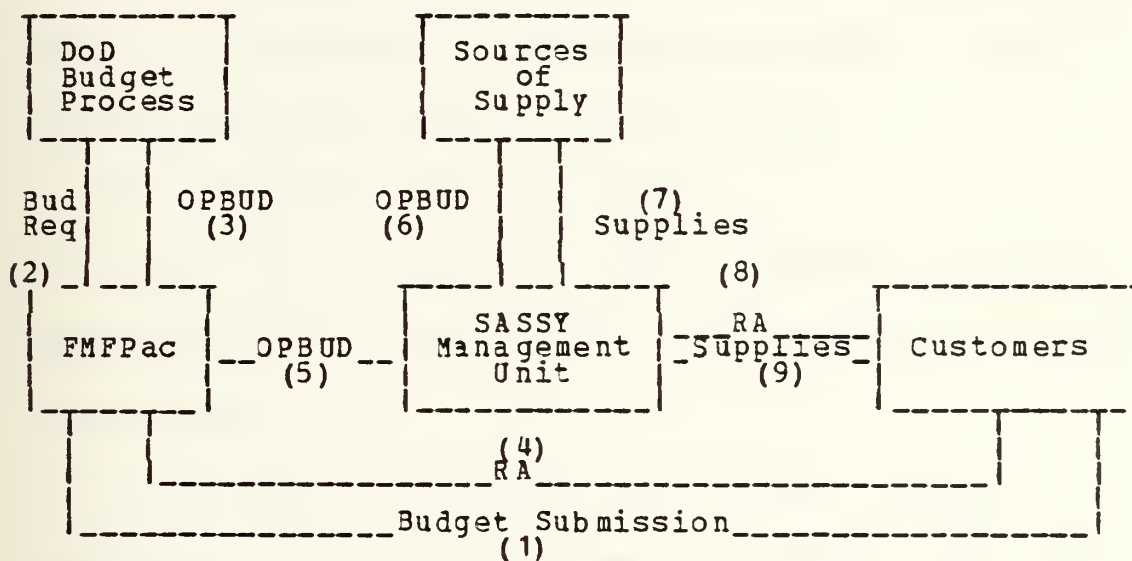 DoD
Budget
Process
Sources
of
Supply
Bud
Req
OPBUD
(3)
OPBUD
(6)
(7)
Supplies
(2)
(8)
FMFPac
OPBUD
(5)
SASSY
Management
Unit
RA
Supplies
(9)
Customers
(4)
RA
Budget Submission
(1)